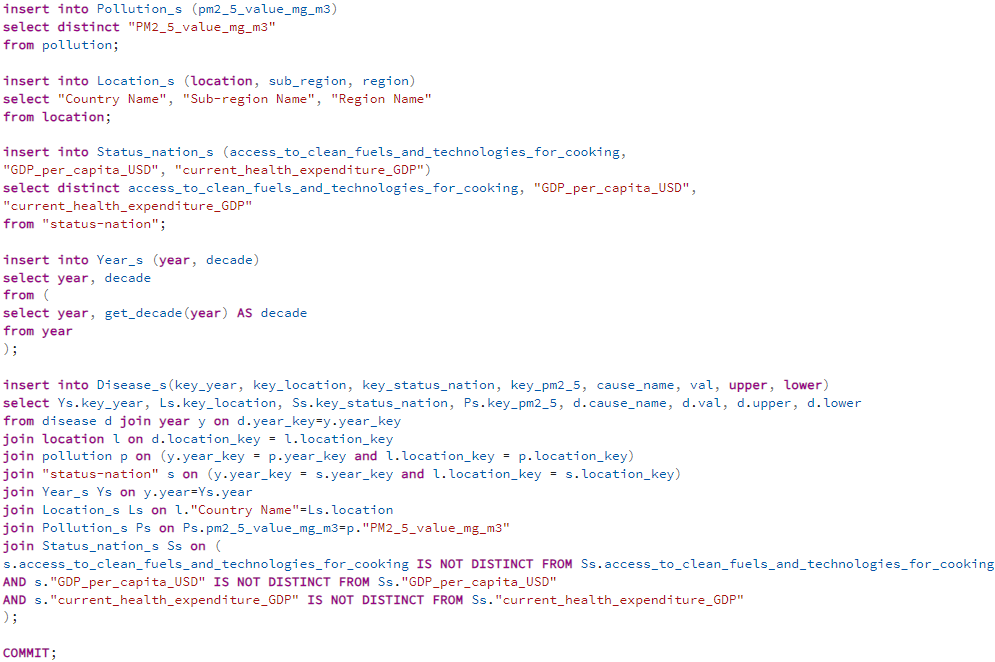 insert into Pollution_s (pm2_5_value_mg_m3)
select distinct "PM2_5_value_mg_m3"
from pollution;

insert into Location_s (location, sub_region, region)
select "Country Name", "Sub-region Name", "Region Name"
from location;

insert into Status_nation_s (access_to_clean_fuels_and_technologies_for_cooking,
"GDP_per_capita_USD", "current_health_expenditure_GDP")
select distinct access_to_clean_fuels_and_technologies_for_cooking, "GDP_per_capita_USD",
"current_health_expenditure_GDP"
from "status-nation";

insert into Year_s (year, decade)
select year, decade
from (
select year, get_decade(year) AS decade
from year
);

insert into Disease_s(key_year, key_location, key_status_nation, key_pm2_5, cause_name, val, upper, lower)
select Ys.key_year, Ls.key_location, Ss.key_status_nation, Ps.key_pm2_5, d.cause_name, d.val, d.upper, d.lower
from disease d join year y on d.year_key=y.year_key
join location l on d.location_key = l.location_key
join pollution p on (y.year_key = p.year_key and l.location_key = p.location_key)
join "status-nation" s on (y.year_key = s.year_key and l.location_key = s.location_key)
join Year_s Ys on y.year=Ys.year
join Location_s Ls on l."Country Name"=Ls.location
join Pollution_s Ps on Ps.pm2_5_value_mg_m3=p."PM2_5_value_mg_m3"
join Status_nation_s Ss on (
s.access_to_clean_fuels_and_technologies_for_cooking IS NOT DISTINCT FROM Ss.access_to_clean_fuels_and_technologies_for_cooking
AND s."GDP_per_capita_USD" IS NOT DISTINCT FROM Ss."GDP_per_capita_USD"
AND s."current_health_expenditure_GDP" IS NOT DISTINCT FROM Ss."current_health_expenditure_GDP"
);

COMMIT;